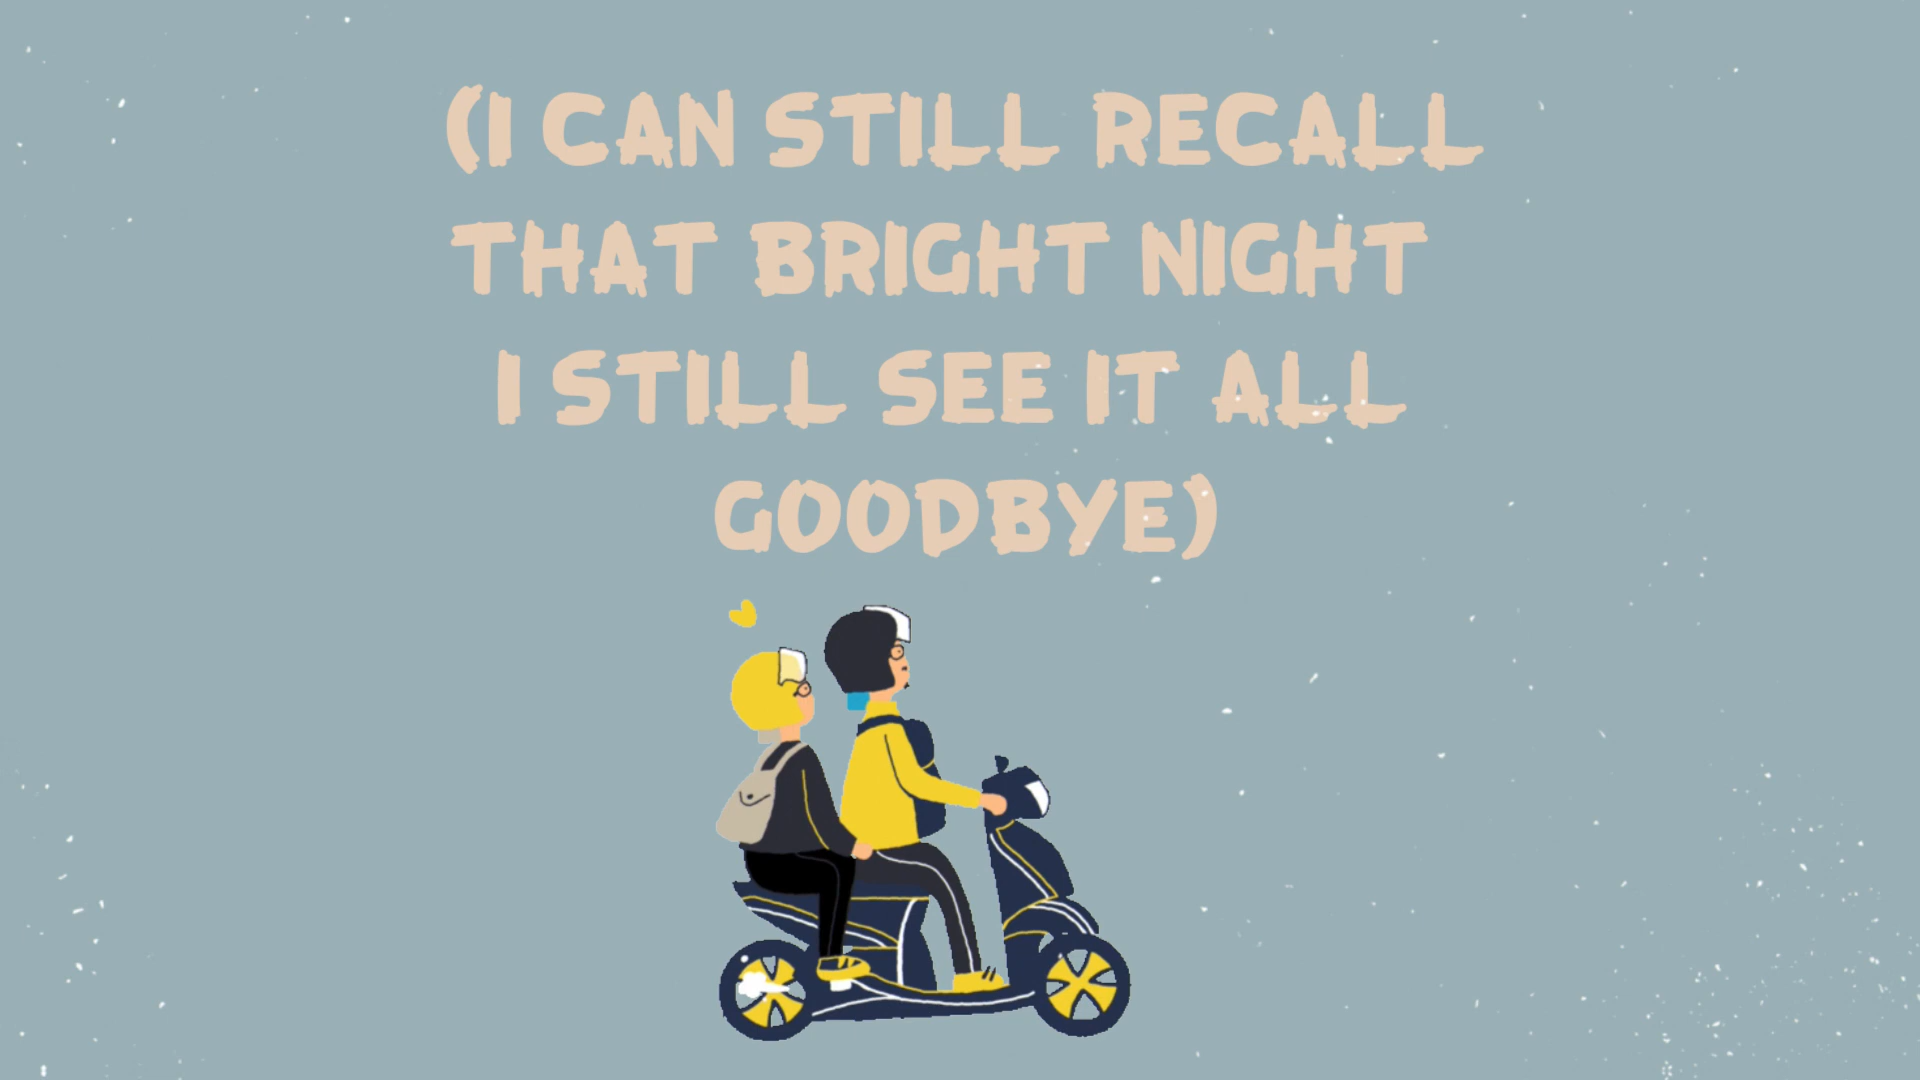 (I CAN STILL RECALL
THAT BRIGHT NIGHT
I STILL SEE IT ALL
GOODBYE)